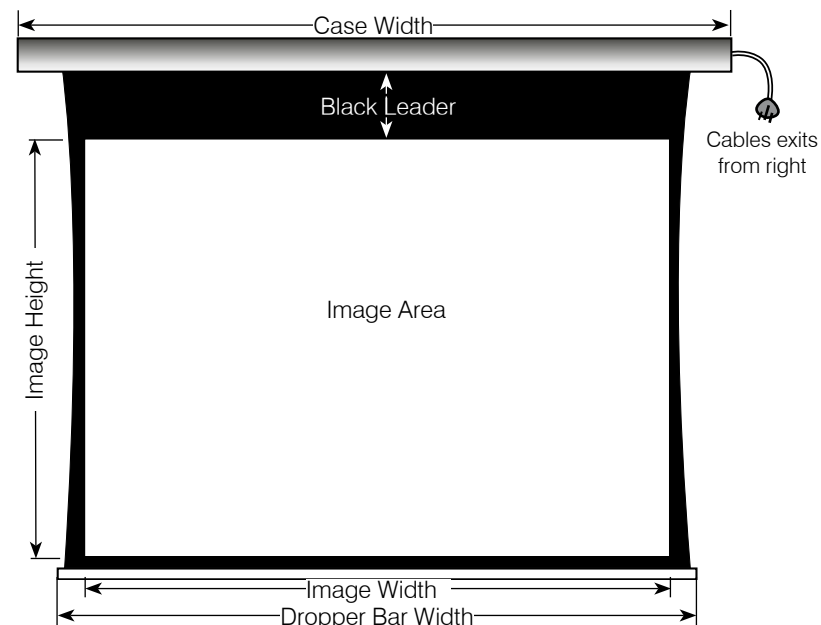 Case Width
Black Leader
Cables exits
from right
Image Height
Image Area
Image Width
Dropper Bar Width